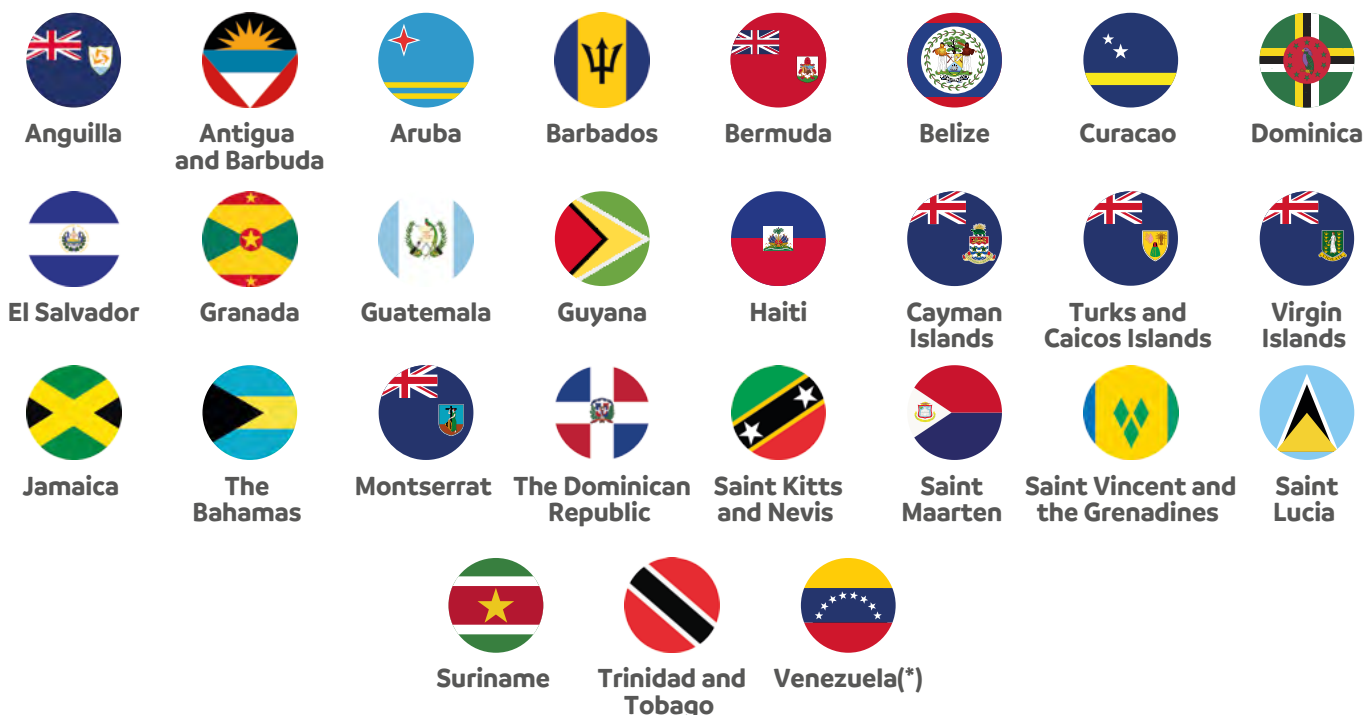 Anguilla
Antigua
and Barbuda
Aruba
Barbados
Bermuda
Belize
Curacao
Dominica
El Salvador
Granada
Guatemala
Guyana
Haiti
Cayman
Islands
Turks and
Caicos Islands
Virgin
Islands
Jamaica
The
Bahamas
Montserrat
The Dominican
Republic
Saint Kitts
and Nevis
Saint
Maarten
Saint Vincent and
the Grenadines
Saint
Lucia
Suriname
Trinidad and
Tobago
Venezuela(*)